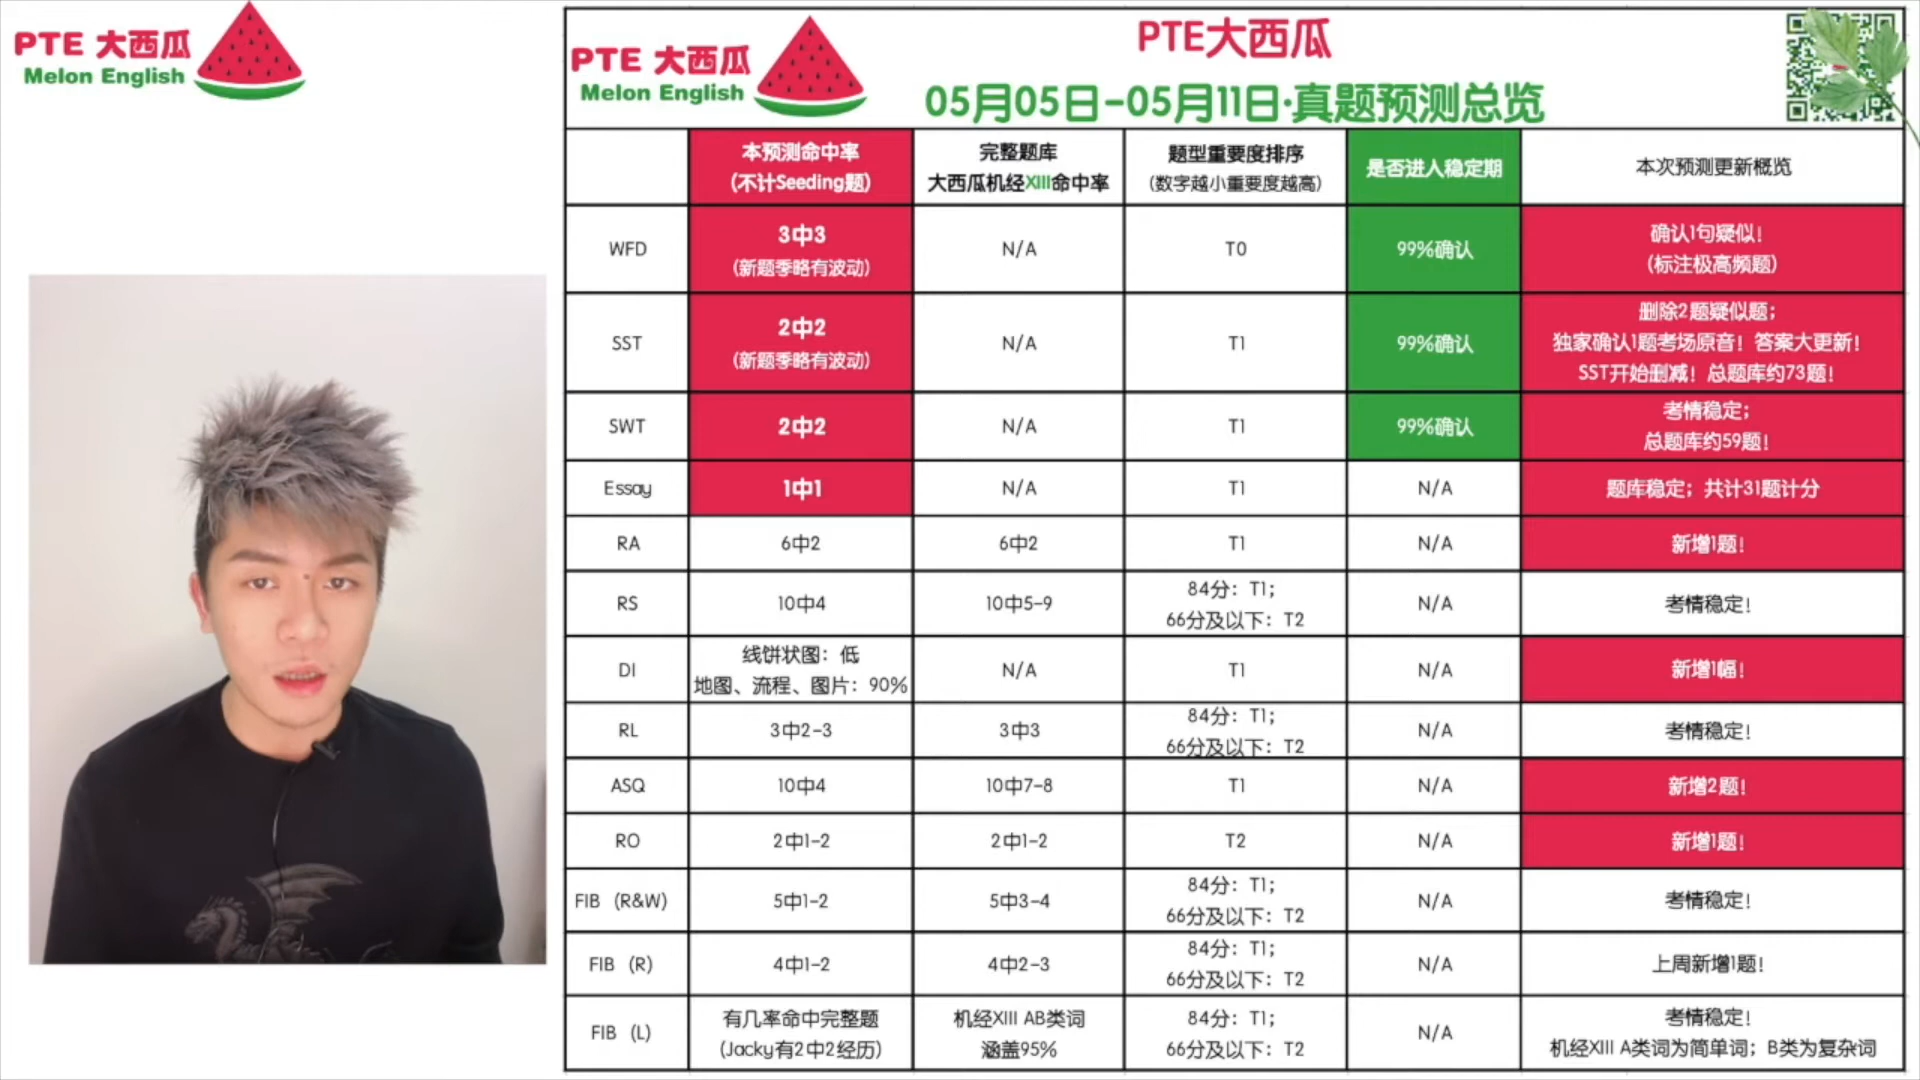 PTE 大西瓜
Melon English
PTE 大西瓜
Melon English
PTE大西瓜
05月05日-05月11日·真题预测总览
本预测命中率
(不计Seeding题)
完整题库
大西瓜机经XIII命中率
题型重要度排序
(数字越小重要度越高)
是否进入稳定期
本次预测更新概览
WFD
3中3
(新题季略有波动)
N/A
T0
99%确认
确认1句疑似!
(标注极高频题)
SST
2中2
(新题季略有波动)
N/A
T1
99%确认
删除2题疑似题;
独家确认1题考场原音! 答案大更新!
SST开始删减! 总题库约73题!
SWT
2中2
N/A
T1
99%确认
考情稳定;
总题库约59题!
Essay
1中1
N/A
T1
N/A
题库稳定; 共计31题计分
RA
6中2
6中2
T1
N/A
新增1题!
RS
10中4
10中5-9
84分: T1;
66分及以下: T2
N/A
考情稳定!
DI
线饼状图: 低
地图、流程、图片: 90%
N/A
T1
N/A
新增1幅!
RL
3中2-3
3中3
84分: T1;
66分及以下: T2
N/A
考情稳定!
ASQ
10中4
10中7-8
T1
N/A
新增2题!
RO
2中1-2
2中1-2
T2
N/A
新增1题!
FIB (R&W)
5中1-2
5中3-4
84分: T1;
66分及以下: T2
N/A
考情稳定!
FIB (R)
4中1-2
4中2-3
84分: T1;
66分及以下: T2
N/A
上周新增1题!
FIB (L)
有几率命中完整题
(Jacky有2中2经历)
机经XIII AB类词
涵盖95%
84分: T1;
66分及以下: T2
N/A
考情稳定!
机经XIII A类词为简单词; B类为复杂词